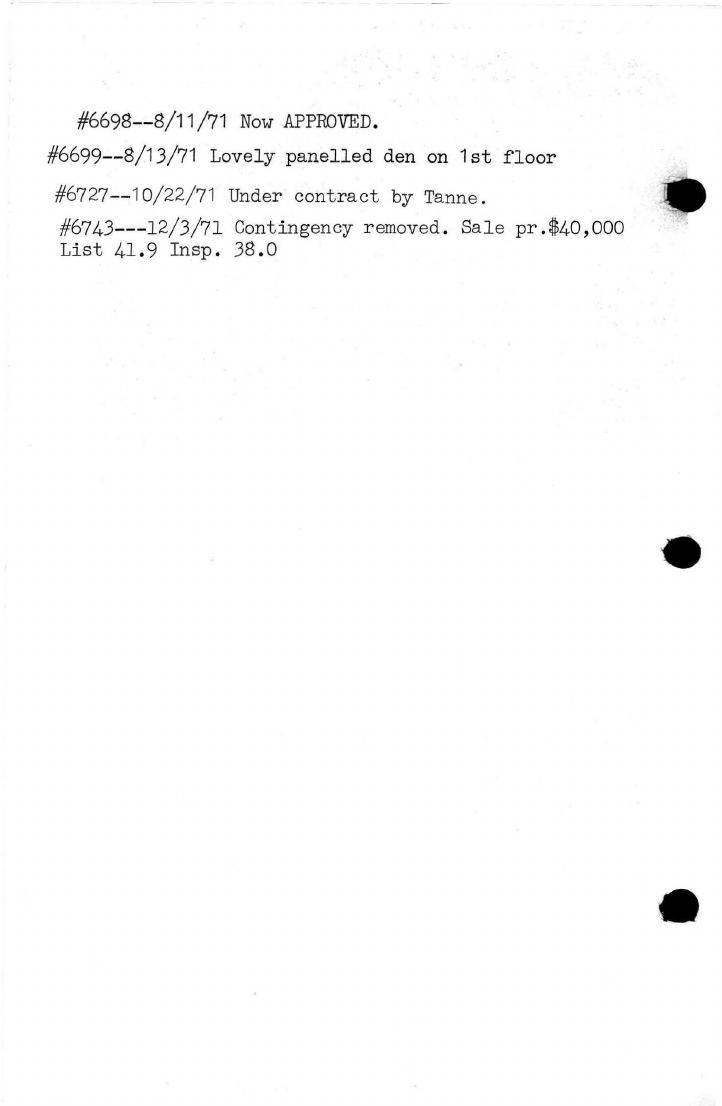 #6698--8/11/71 Now APPROVED.
#6699--8/13/71 Lovely panelled den on 1st floor
#6727--10/22/71 Under contract by Tanne.
#6743---12/3/71 Contingency removed. Sale pr.$40,000
List 41.9 Insp. 38.0